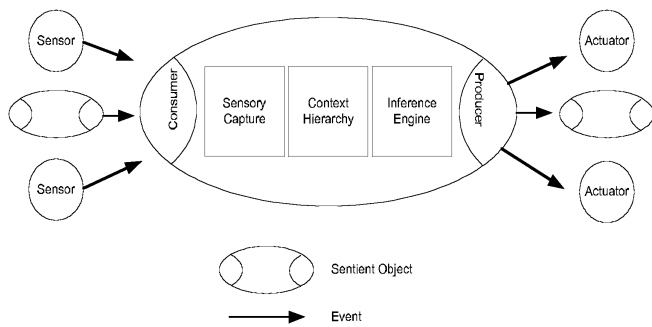 Sensor
Actuator
Consumer
Sensory
Capture
Context
Hierarchy
Inference
Engine
Producer
Sensor
Actuator
Sentient Object
Event